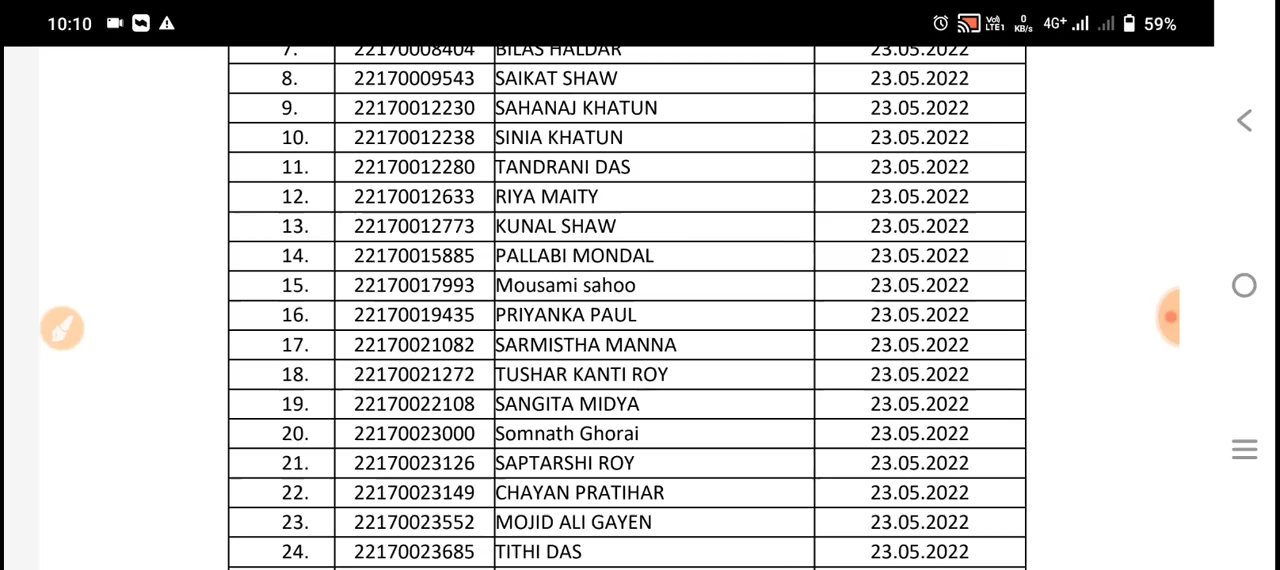 10:10 Vo) LTE1 0 KB/s 4G+ 59%
7. 22170008404 BILAS HALDAR 23.05.2022
8. 22170009543 SAIKAT SHAW 23.05.2022
9. 22170012230 SAHANAJ KHATUN 23.05.2022
10. 22170012238 SINIA KHATUN 23.05.2022
11. 22170012280 TANDRANI DAS 23.05.2022
12. 22170012633 RIYA MAITY 23.05.2022
13. 22170012773 KUNAL SHAW 23.05.2022
14. 22170015885 PALLABI MONDAL 23.05.2022
15. 22170017993 Mousami sahoo 23.05.2022
16. 22170019435 PRIYANKA PAUL 23.05.2022
17. 22170021082 SARMISTHA MANNA 23.05.2022
18. 22170021272 TUSHAR KANTI ROY 23.05.2022
19. 22170022108 SANGITA MIDYA 23.05.2022
20. 22170023000 Somnath Ghorai 23.05.2022
21. 22170023126 SAPTARSHI ROY 23.05.2022
22. 22170023149 CHAYAN PRATIHAR 23.05.2022
23. 22170023552 MOJID ALI GAYEN 23.05.2022
24. 22170023685 TITHI DAS 23.05.2022